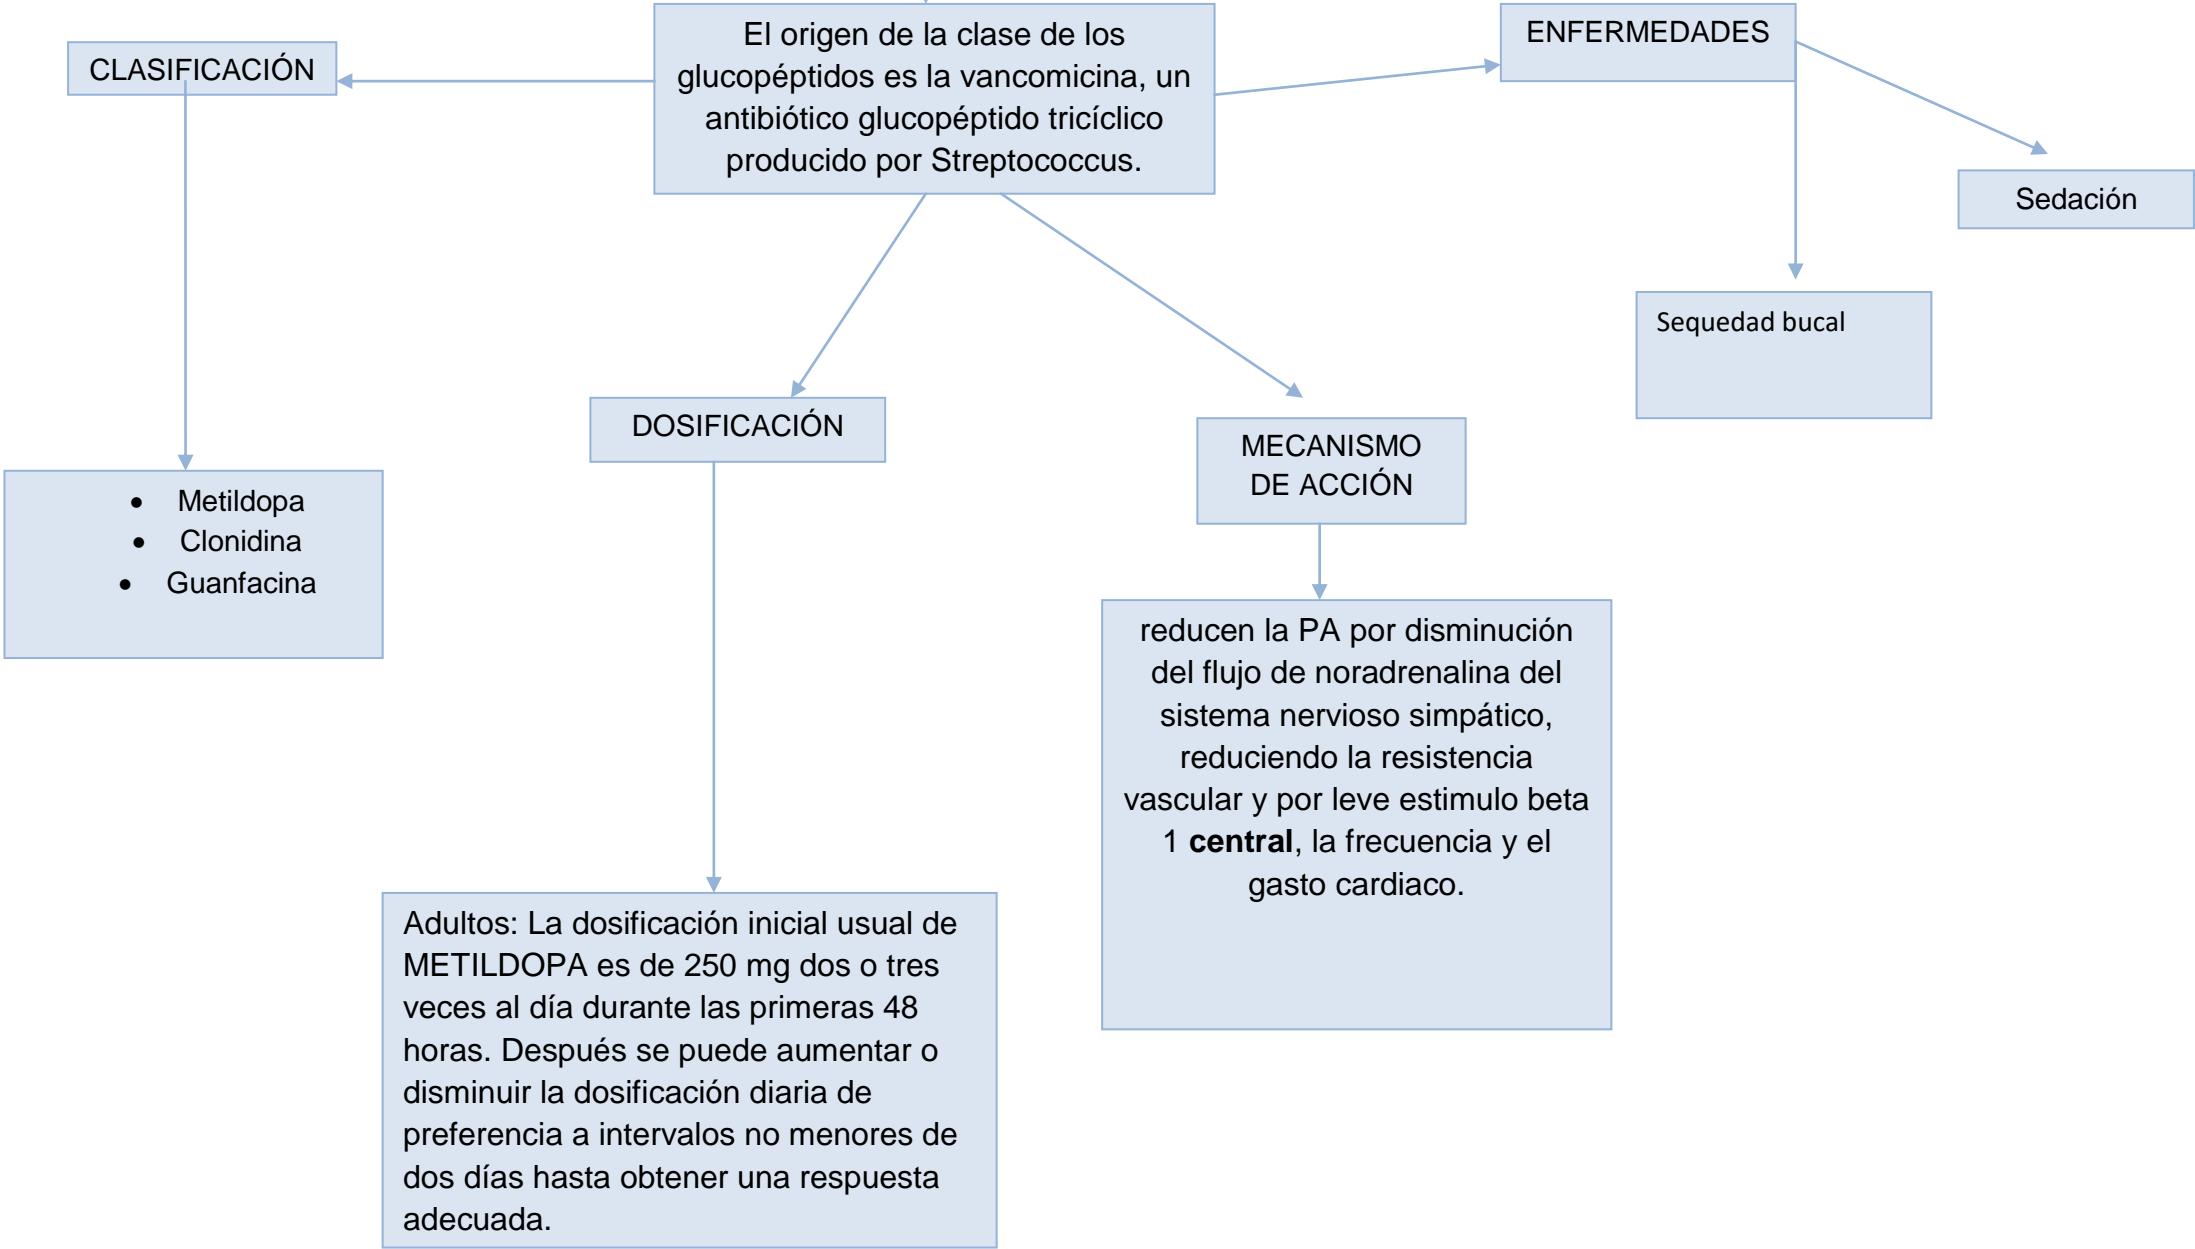 El origen de la clase de los
glucopéptidos es la vancomicina, un
antibiótico glucopéptido tricíclico
producido por Streptococcus.
CLASIFICACIÓN
ENFERMEDADES
Sedación
Sequedad bucal
DOSIFICACIÓN
MECANISMO
DE ACCIÓN
• Metildopa
• Clonidina
• Guanfacina
reducen la PA por disminución
del flujo de noradrenalina del
sistema nervioso simpático,
reduciendo la resistencia
vascular y por leve estimulo beta
1 central, la frecuencia y el
gasto cardiaco.
Adultos: La dosificación inicial usual de
METILDOPA es de 250 mg dos o tres
veces al día durante las primeras 48
horas. Después se puede aumentar o
disminuir la dosificación diaria de
preferencia a intervalos no menores de
dos días hasta obtener una respuesta
adecuada.